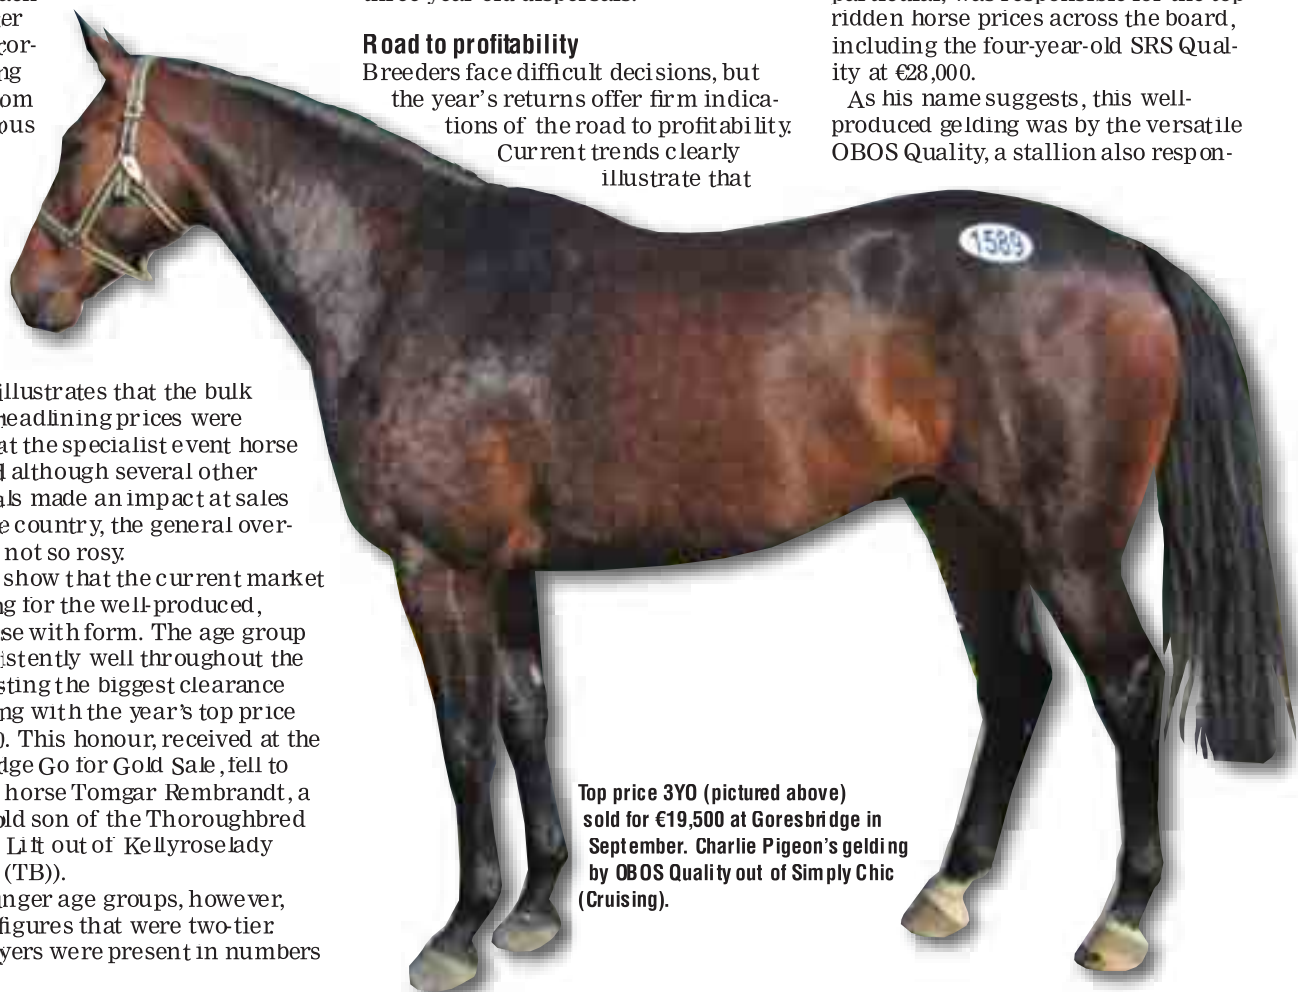 er
ror-
ng
om
ous
illustrates that the bulk
headlining prices were
at the specialist event horse
although several other
made an impact at sales
country, the general over-
not so rosy.
show that the current market
for the well-produced,
with form. The age group
well throughout the
the biggest clearance
with the year's top price
This honour, received at the
Go for Gold Sale, fell to
horse Tomgar Rembrandt, a
old son of the Thoroughbred
Lift out of Kellyroselady
(TB)).
age groups, however,
figures that were two-tier.
were present in numbers
Road to profitability
Breeders face difficult decisions, but
the year's returns offer firm indica-
tions of the road to profitability.
Current trends clearly
illustrate that
ridden horse prices across the board,
including the four-year-old SRS Qual-
ity at €28,000.
As his name suggests, this well-
produced gelding was by the versatile
OBOS Quality, a stallion also respon-
1589
Top price 3YO (pictured above)
sold for €19,500 at Goresbridge in
September. Charlie Pigeon's gelding
by OBOS Quality out of Simply Chic
(Cruising).